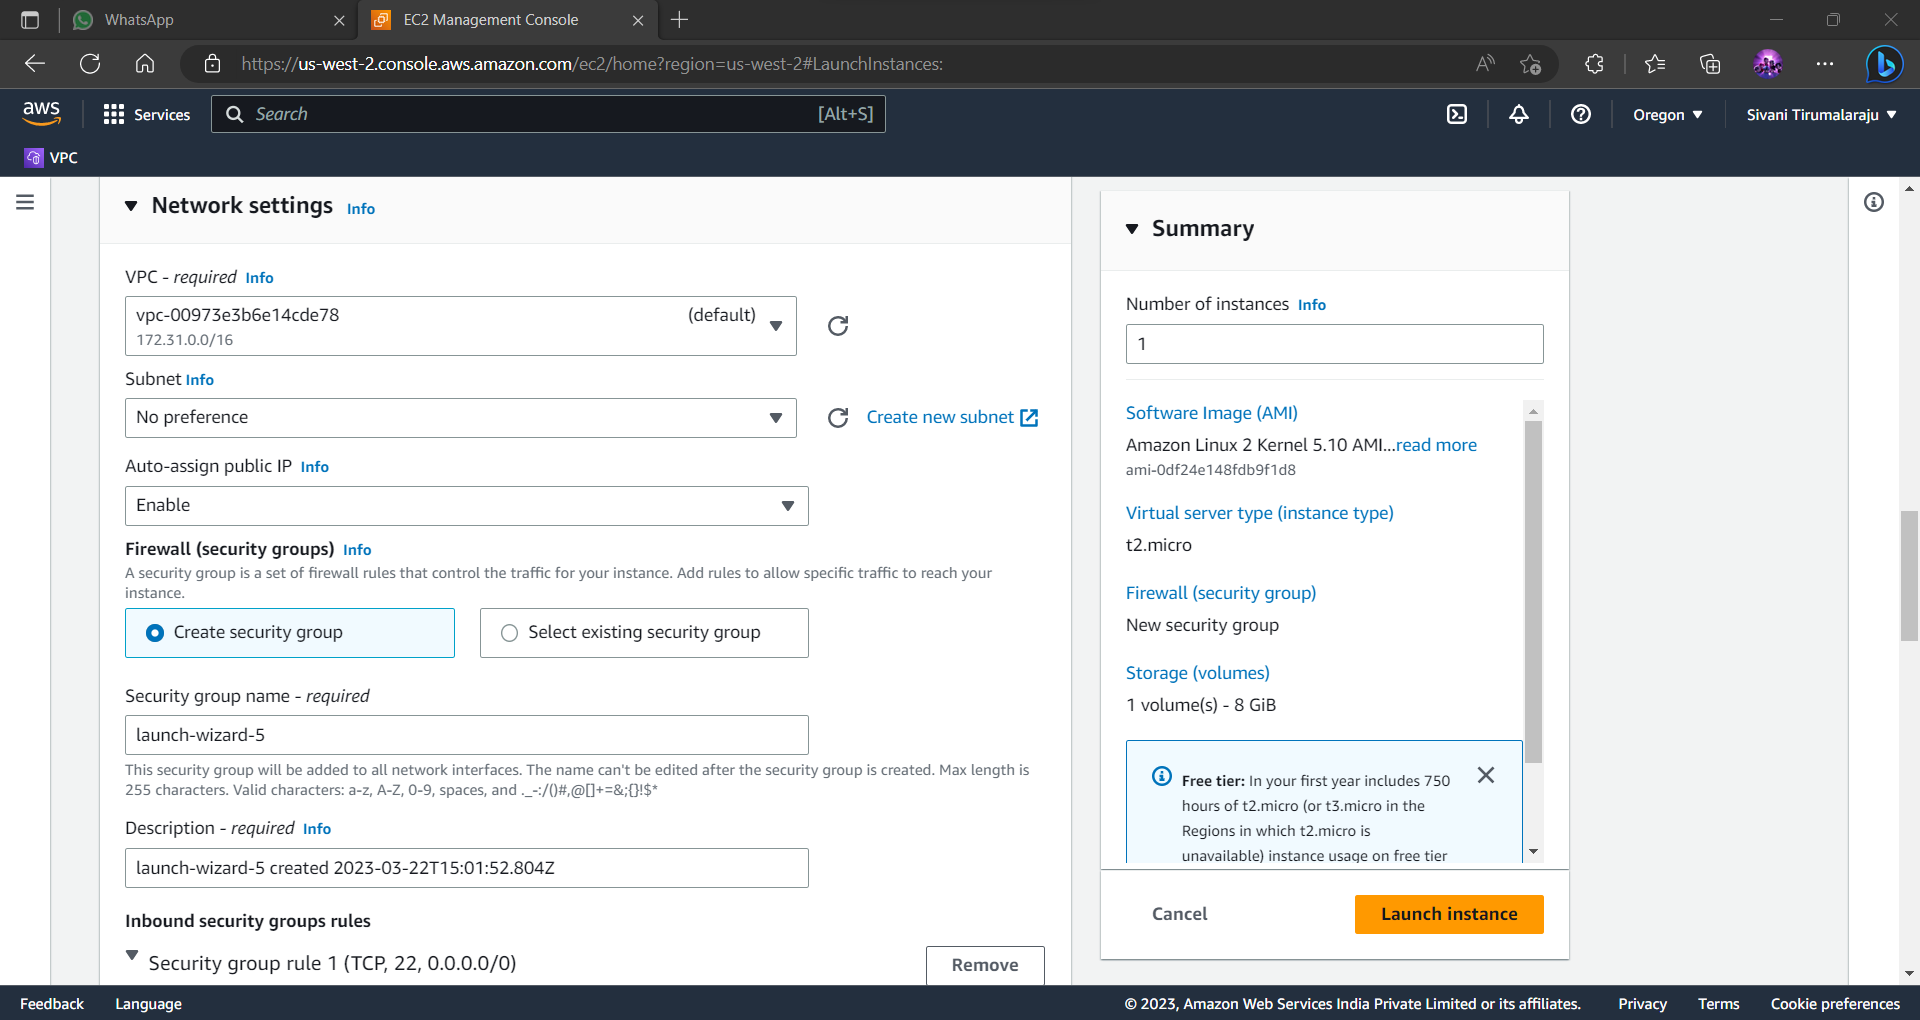 WhatsApp
EC2 Management Console
https://us-west-2.console.aws.amazon.com/ec2/home?region=us-west-2#LaunchInstances:
aws
Services
Search
[Alt+S]
Oregon
Sivani Tirumalaraju
VPC
Network settings Info
VPC - required Info
vpc-00973e3b6e14cde78
(default)
172.31.0.0/16
Subnet Info
No preference
Create new subnet
Auto-assign public IP Info
Enable
Firewall (security groups) Info
A security group is a set of firewall rules that control the traffic for your instance. Add rules to allow specific traffic to reach your
instance.
Create security group
Select existing security group
Security group name - required
launch-wizard-5
This security group will be added to all network interfaces. The name can't be edited after the security group is created. Max length is
255 characters. Valid characters: a-z, A-Z, 0-9, spaces, and ._-:/()#,@[]+=&;{}!$*
Description - required Info
launch-wizard-5 created 2023-03-22T15:01:52.804Z
Inbound security groups rules
Security group rule 1 (TCP, 22, 0.0.0.0/0)
Remove
Summary
Number of instances Info
1
Software Image (AMI)
Amazon Linux 2 Kernel 5.10 AMI...read more
ami-0df24e148fdb9f1d8
Virtual server type (instance type)
t2.micro
Firewall (security group)
New security group
Storage (volumes)
1 volume(s) - 8 GiB
Free tier: In your first year includes 750
hours of t2.micro (or t3.micro in the
Regions in which t2.micro is
unavailable) instance usage on free tier
Cancel
Launch instance
Feedback
Language
© 2023, Amazon Web Services India Private Limited or its affiliates.
Privacy
Terms
Cookie preferences